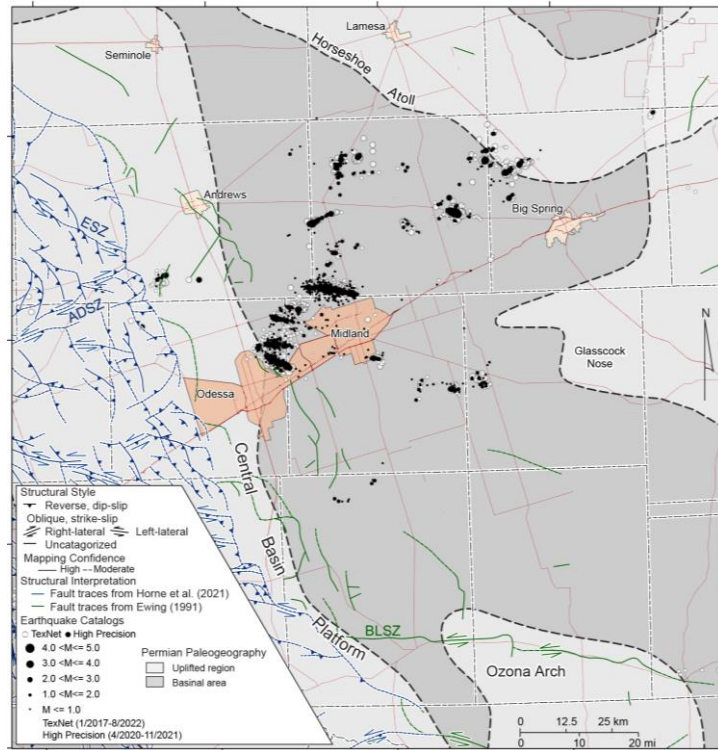 Lamesa
Seminole
Horseshoe
Atoll
Andrews
Big Spring
ESZ
ADSZ
Midland
N
Glasscock
Nose
Odessa
Central
Basin
Platform
BLSZ
Ozona Arch
Structural Style
Reverse, dip-slip
Oblique, strike-slip
Right-lateral Left-lateral
Uncatagorized
Mapping Confidence
High Moderate
Structural Interpretation
Fault traces from Horne et al. (2021)
Fault traces from Ewing (1991)
Earthquake Catalogs
TexNet High Precision
4.0 <M<= 5.0
3.0 <M<= 4.0
2.0 <M<= 3.0
1.0 <M<= 2.0
M <= 1.0
TexNet (1/2017-8/2022)
High Precision (4/2020-11/2021)
Permian Paleogeography
Uplifted region
Basinal area
0 12.5 25 km
0 10 20 mi